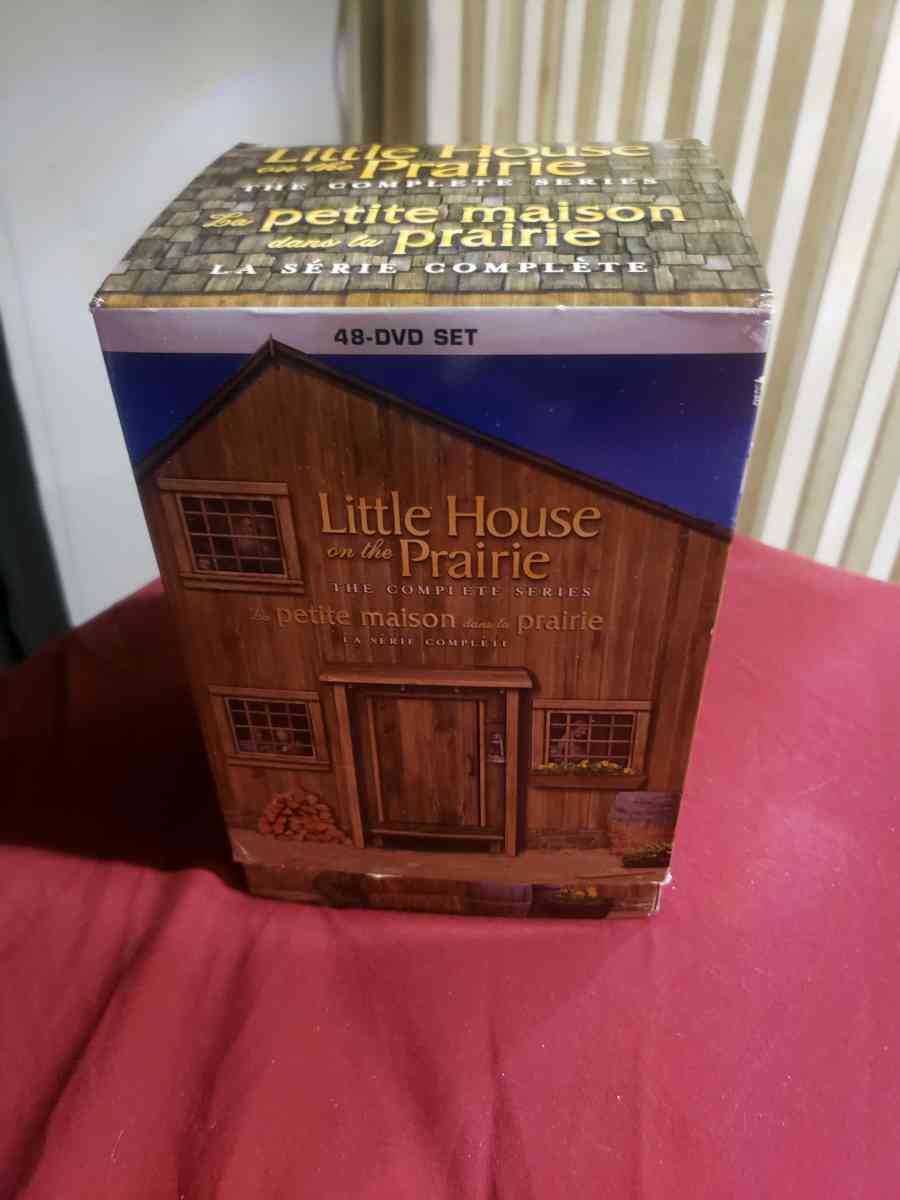 Little House
on the Prairie
THE COMPLETE SERIES
La petite maison
dans la prairie
LA SÉRIE COMPLÈTE
48-DVD SET
Little House
on the Prairie
THE COMPLETE SERIES
La petite maison dans la prairie
LA SÉRIE COMPLÈTE